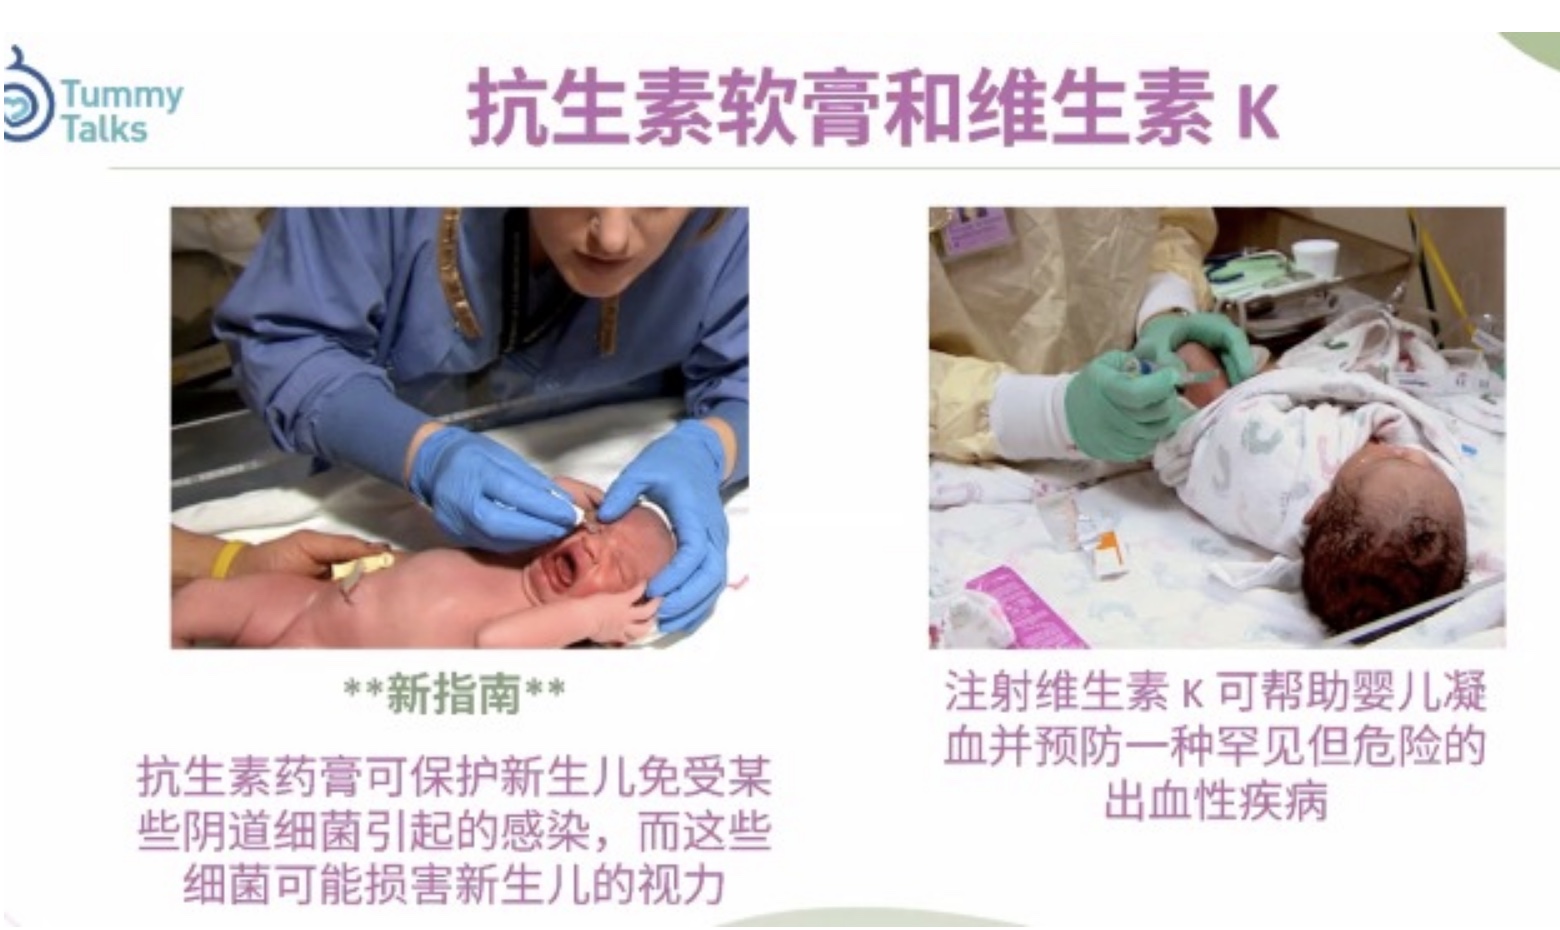 Tummy
Talks
抗生素软膏和维生素 K
**新指南**
抗生素药膏可保护新生儿免受某
些阴道细菌引起的感染，而这些
细菌可能损害新生儿的视力
注射维生素 K 可帮助婴儿凝
血并预防一种罕见但危险的
出血性疾病